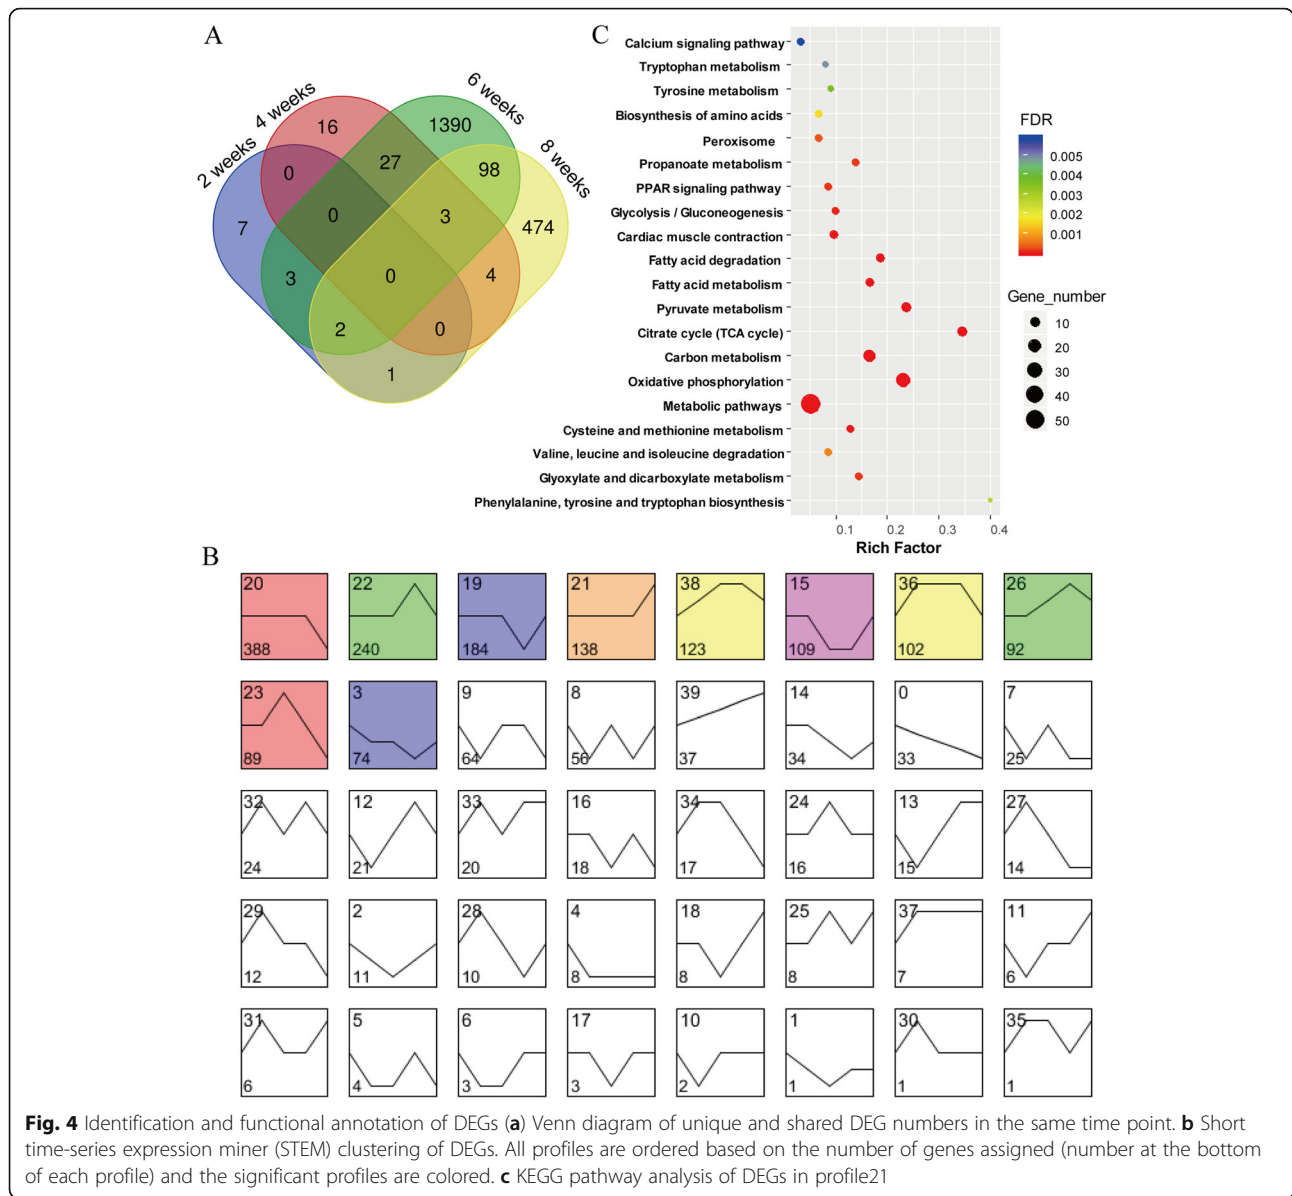 A
2 weeks
4 weeks
6 weeks
8 weeks
16
1390
0
27
98
7
0
3
474
3
0
4
2
0
1
C
Calcium signaling pathway
Tryptophan metabolism
Tyrosine metabolism
Biosynthesis of amino acids
Peroxisome
Propanoate metabolism
PPAR signaling pathway
Glycolysis / Gluconeogenesis
Cardiac muscle contraction
Fatty acid degradation
Fatty acid metabolism
Pyruvate metabolism
Citrate cycle (TCA cycle)
Carbon metabolism
Oxidative phosphorylation
Metabolic pathways
Cysteine and methionine metabolism
Valine, leucine and isoleucine degradation
Glyoxylate and dicarboxylate metabolism
Phenylalanine, tyrosine and tryptophan biosynthesis
0.1 0.2 0.3 0.4
Rich Factor
FDR
0.005
0.004
0.003
0.002
0.001
Gene_number
10
20
30
40
50
B
20 22 19 21 38 15 36 26
388 240 184 138 123 109 102 92
23 3 9 8 39 14 0 7
89 74 64 56 37 34 33 25
32 12 33 16 34 24 13 27
24 21 20 18 17 16 15 14
29 2 28 4 18 25 37 11
12 11 10 8 8 8 7 6
31 5 6 17 10 1 30 35
6 4 3 3 2 1 1 1
Fig. 4 Identification and functional annotation of DEGs (a) Venn diagram of unique and shared DEG numbers in the same time point. b Short
time-series expression miner (STEM) clustering of DEGs. All profiles are ordered based on the number of genes assigned (number at the bottom
of each profile) and the significant profiles are colored. c KEGG pathway analysis of DEGs in profile21